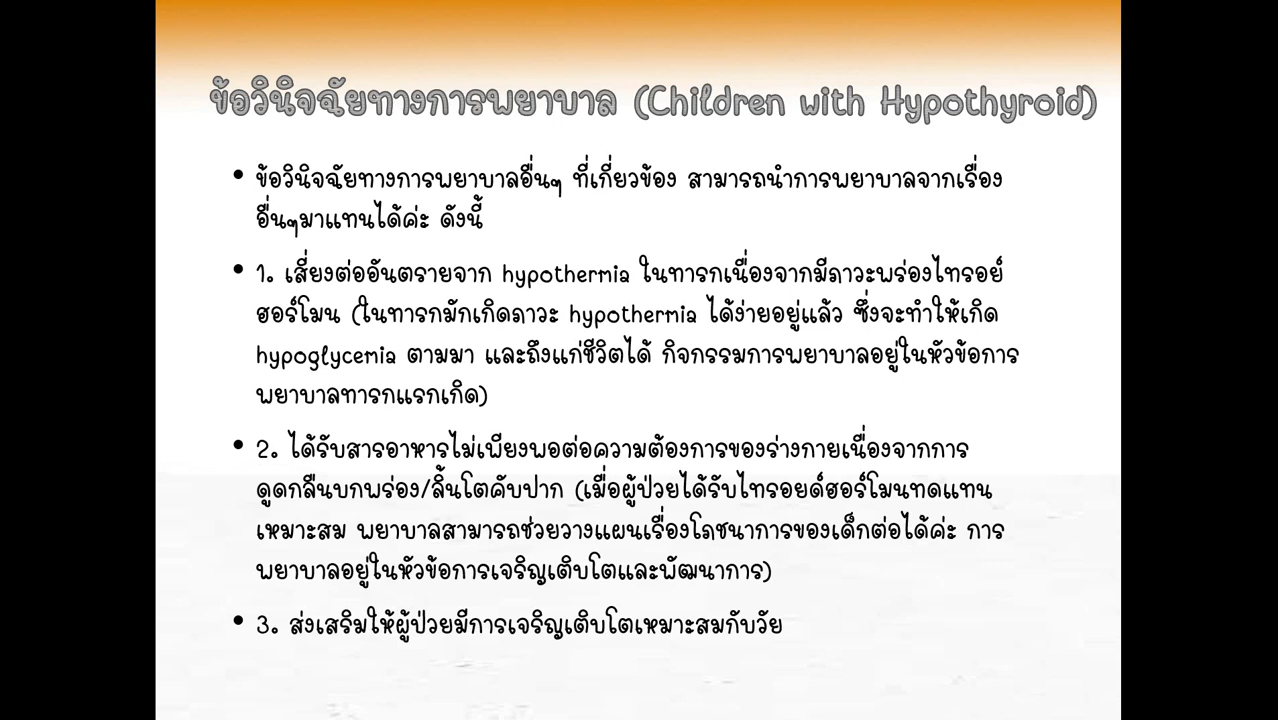 ข้อวินิจฉัยทางการพยาบาล (Children with Hypothyroid)
• ข้อวินิจฉัยทางการพยาบาลอื่นๆ ที่เกี่ยวข้อง สามารถนำการพยาบาลจากเรื่อง
อื่นๆมาแทนได้ค่ะ ดังนี้
• 1. เสี่ยงต่ออันตรายจาก hypothermia ในทารกเนื่องจากมีภาวะพร่องไทรอยย์
ฮอร์โมน (ในทารกมักเกิดภาวะ hypothermia ได้ง่ายอยู่แล้ว ซึ่งจะทำให้เกิด
hypoglycemia ตามมา และถึงแก่ชีวิตได้ กิจกรรมการพยาบาลอยู่ในหัวข้อการ
พยาบาลทารกแรกเกิด)
• 2. ได้รับสารอาหารไม่เพียงพอต่อความต้องการของร่างกายเนื่องจากการ
ดูดกลืนบกพร่อง/ลิ้นโตคับปาก (เมื่อผู้ป่วยได้รับไทรอยด์ฮอร์โมนทดแทน
เหมาะสม พยาบาลสามารถช่วยวางแผนเรื่องโภชนาการของเด็กต่อได้ค่ะ การ
พยาบาลอยู่ในหัวข้อการเจริญเติบโตและพัฒนาการ)
• 3. ส่งเสริมให้ผู้ป่วยมีการเจริญเติบโตเหมาะสมกับวัย